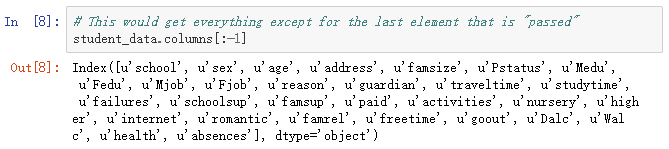 In [8]: # This would get everything except for the last element that is "passed"
student_data.columns[:-1]
Out[8]: Index([u'school', u'sex', u'age', u'address', u'famsize', u'Pstatus', u'Medu',
u'Fedu', u'Mjob', u'Fjob', u'reason', u'guardian', u'traveltime', u'studytime',
u'failures', u'schoolsup', u'famsup', u'paid', u'activities', u'nursery', u'high
er', u'internet', u'romantic', u'famrel', u'freetime', u'goout', u'Dalc', u'Wal
c', u'health', u'absences'], dtype='object')